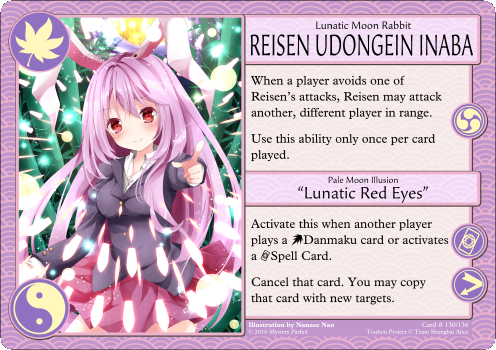 Lunatic Moon Rabbit
REISEN UDONGEIN INABA
When a player avoids one of
Reisen's attacks, Reisen may attack
another, different player in range.
Use this ability only once per card
played.
Pale Moon Illusion
"Lunatic Red Eyes"
Activate this when another player
plays a Danmaku card or activates
a Spell Card.
Cancel that card. You may copy
that card with new targets.
Illustration by Nanase Nao
© 2016 Mystery Parfait
Card # 130/136
Touhou Project © Team Shanghai Alice